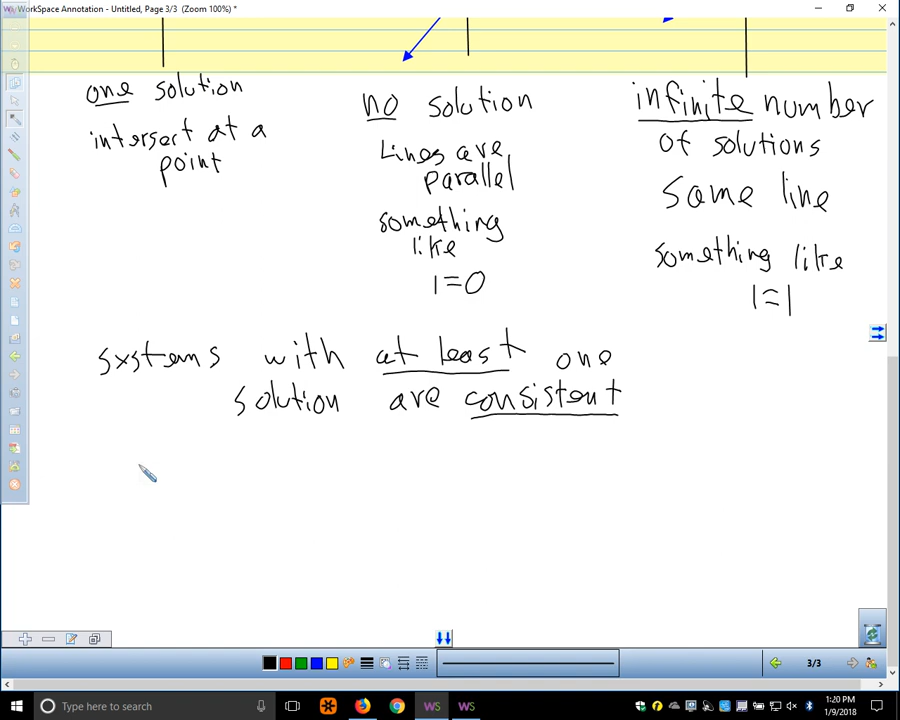 WorkSpace Annotation - Untitled, Page 3/3 (Zoom 100%) *
one solution
intersect at a
point
no solution
Lines are
parallel
something
like
1=0
infinite number
of solutions
same line
something like
1=1
systems with at least one
solution are consistent
3/3
Type here to search
WS
WS
1:20 PM
1/9/2018